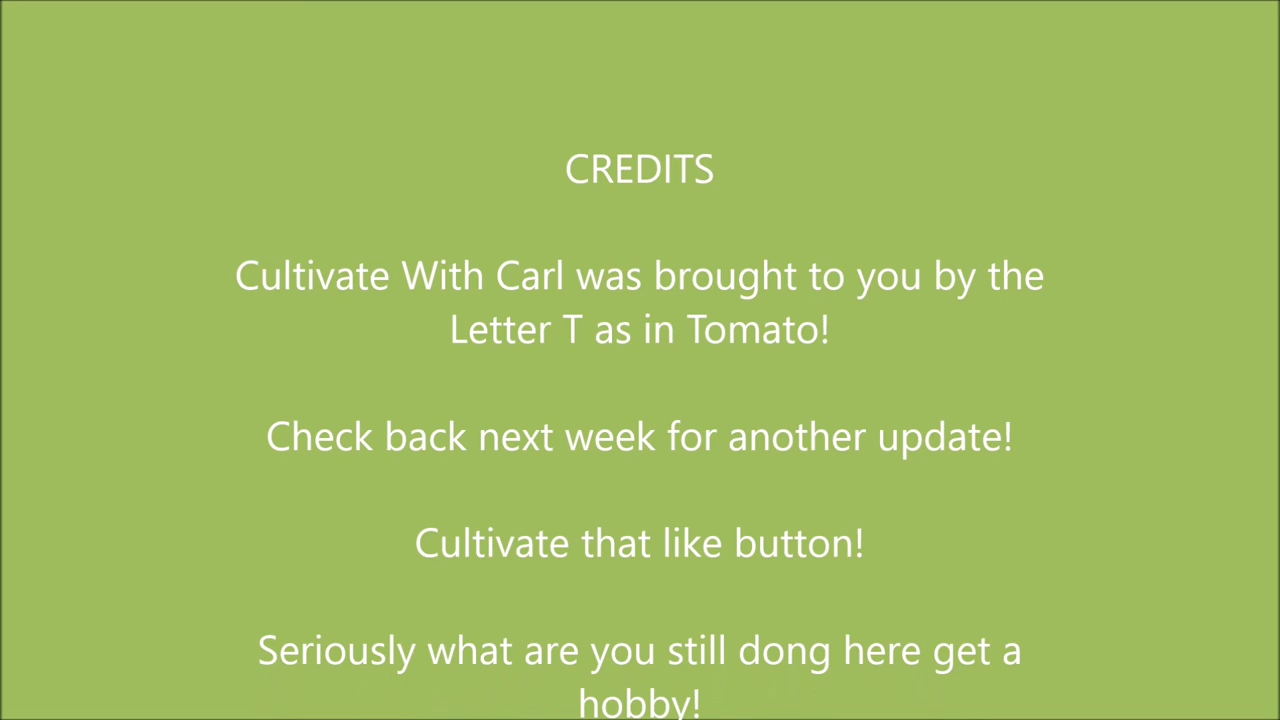 CREDITS
Cultivate With Carl was brought to you by the
Letter T as in Tomato!
Check back next week for another update!
Cultivate that like button!
Seriously what are you still dong here get a
hobby!